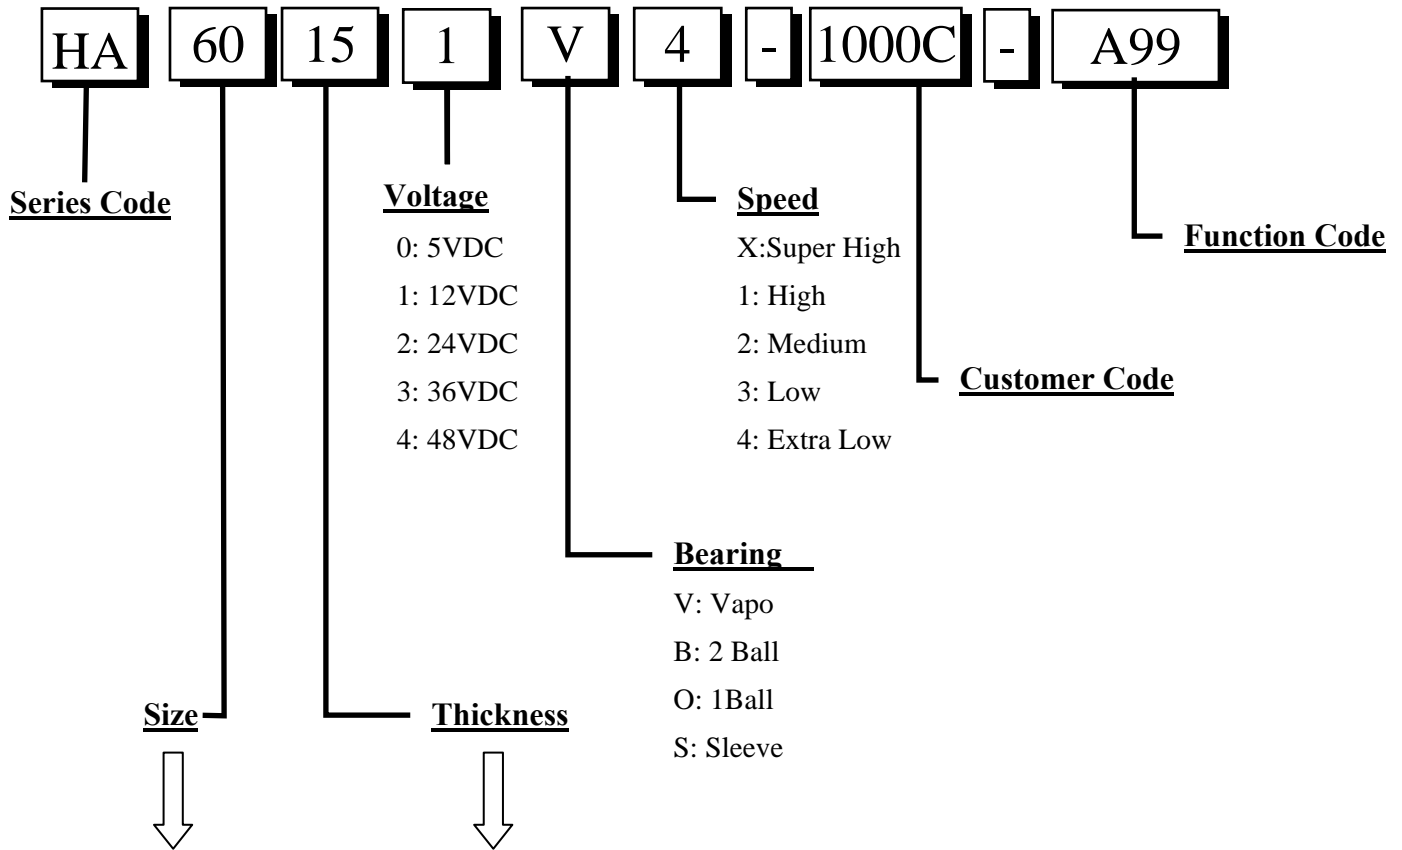 HA 60 15 1 V 4 - 1000C - A99
Series Code
Voltage
0: 5VDC
1: 12VDC
2: 24VDC
3: 36VDC
4: 48VDC
Speed
X:Super High
1: High
2: Medium
3: Low
4: Extra Low
Function Code
Customer Code
Bearing
V: Vapo
B: 2 Ball
O: 1Ball
S: Sleeve
Size
Thickness